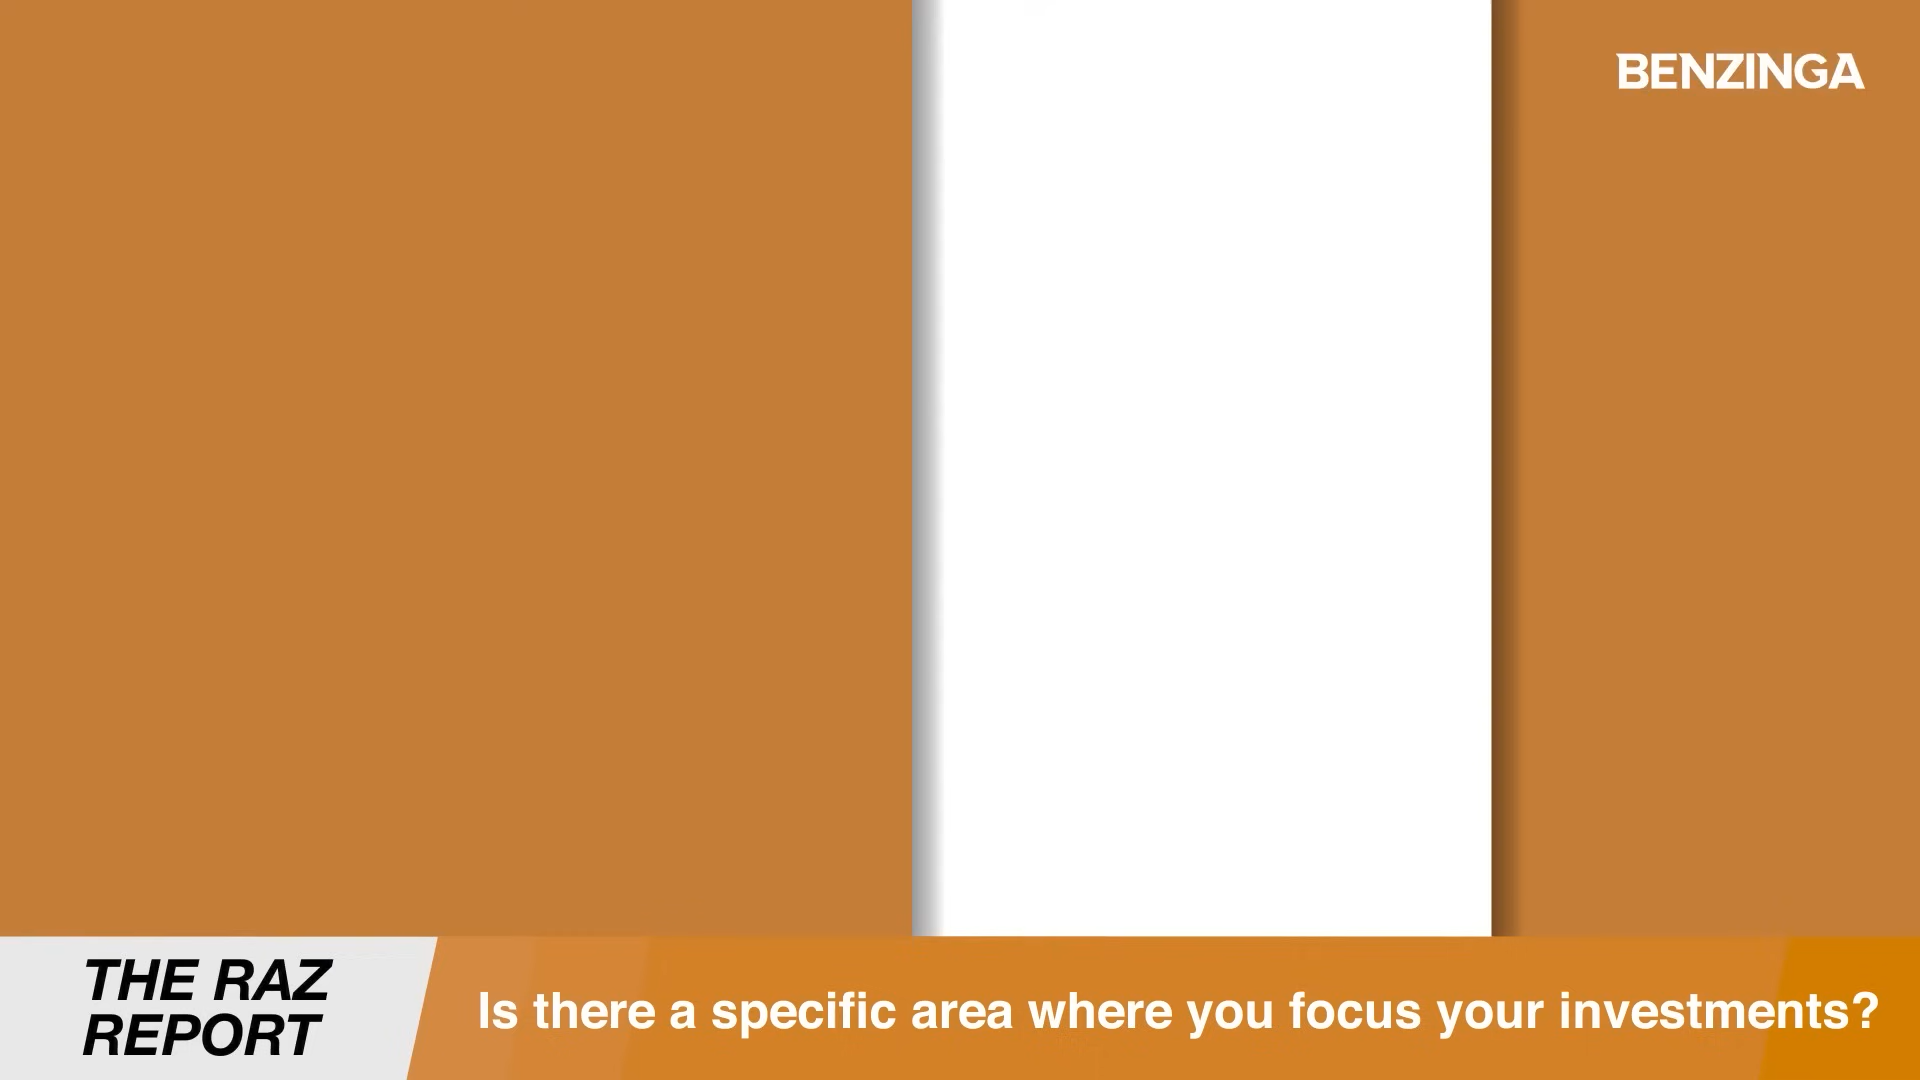 BENZINGA
THE RAZ
REPORT
Is there a specific area where you focus your investments?